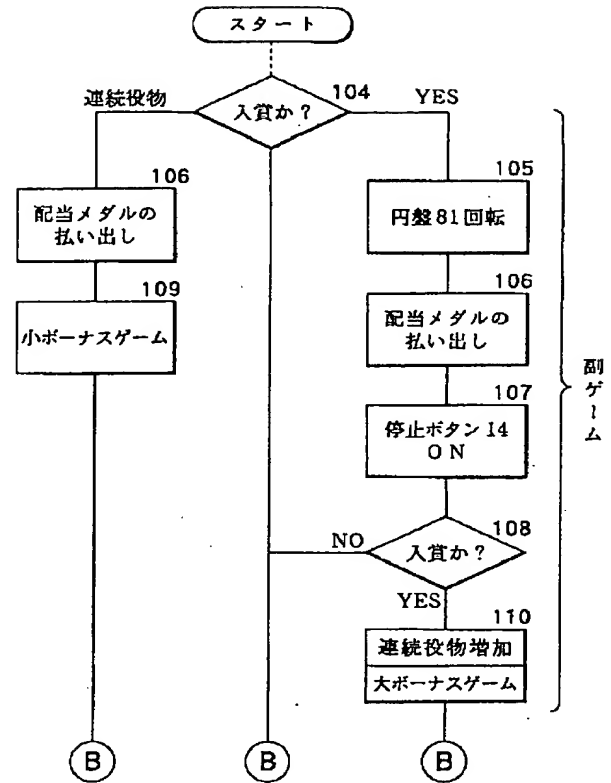 スタート
104
連続役物
入賞か？
YES
106
配当メダルの
払い出し
109
小ボーナスゲーム
105
円盤81回転
106
配当メダルの
払い出し
107
停止ボタン14
ON
108
NO
入賞か？
YES
110
連続役物増加
大ボーナスゲーム
副ゲーム
B
B
B